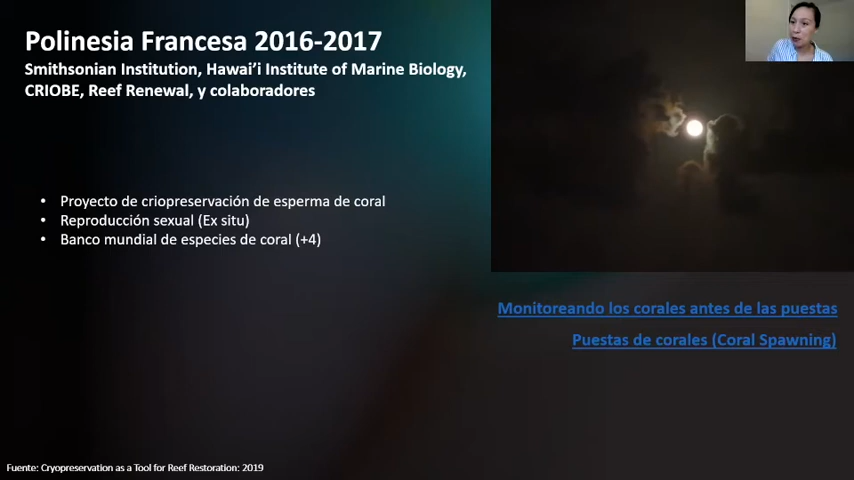 Polinesia Francesa 2016-2017
Smithsonian Institution, Hawai’i Institute of Marine Biology,
CRIOBE, Reef Renewal, y colaboradores
• Proyecto de criopreservación de esperma de coral
• Reproducción sexual (Ex situ)
• Banco mundial de especies de coral (+4)
Monitoreando los corales antes de las puestas
Puestas de corales (Coral Spawning)
Fuente: Cryopreservation as a Tool for Reef Restoration: 2019